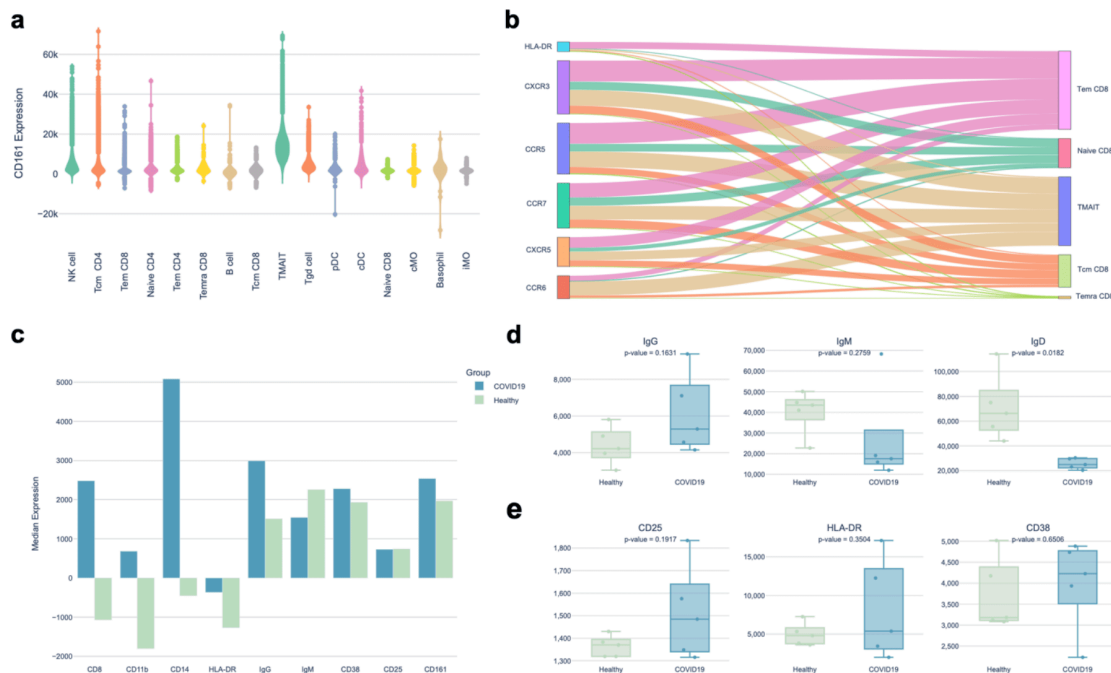 a
CD161 Expression
60k
40k
20k
0
−20k
NK cell
Tcm CD4
Tem CD8
Naive CD4
Tem CD4
Temra CD8
B cell
Tcm CD8
TMAIT
Tgd cell
pDC
cDC
Naive CD8
cMO
Basophil
iMO
b
HLA-DR
CXCR3
CCR5
CCR7
CXCR5
CCR6
Tem CD8
Naive CD8
TMAIT
Tcm CD8
Temra CD8
c
Median Expression
5000
4000
3000
2000
1000
0
−1000
−2000
CD8
CD11b
CD14
HLA-DR
IgG
IgM
CD38
CD25
CD161
Group
COVID19
Healthy
d
IgG
p-value = 0.1631
8,000
6,000
4,000
Healthy
COVID19
IgM
p-value = 0.2759
70,000
60,000
50,000
40,000
30,000
20,000
10,000
Healthy
COVID19
IgD
p-value = 0.0182
120,000
100,000
80,000
60,000
40,000
20,000
Healthy
COVID19
e
CD25
p-value = 0.1917
1,800
1,700
1,600
1,500
1,400
1,300
Healthy
COVID19
HLA-DR
p-value = 0.3504
15,000
10,000
5,000
Healthy
COVID19
CD38
p-value = 0.6506
5,000
4,500
4,000
3,500
3,000
2,500
Healthy
COVID19